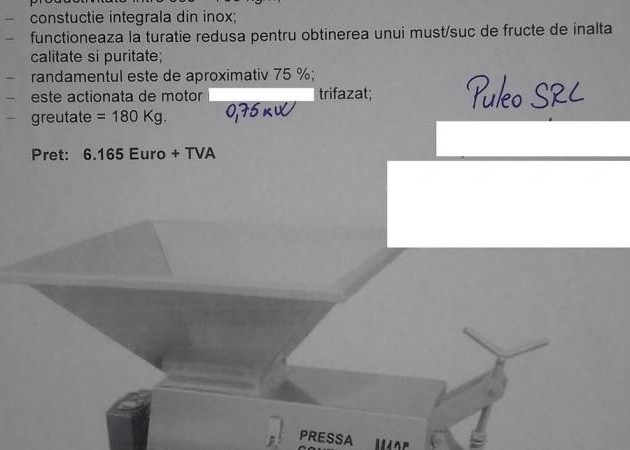 - constuctie integrala din inox;
- functioneaza la turatie redusa pentru obtinerea unui must/suc de fructe de inalta
calitate si puritate;
- randamentul este de aproximativ 75 %;
- este actionata de motor trifazat;
0,75 KW
- greutate = 180 Kg.
Puleo SRL
Pret: 6.165 Euro + TVA
PRESSA